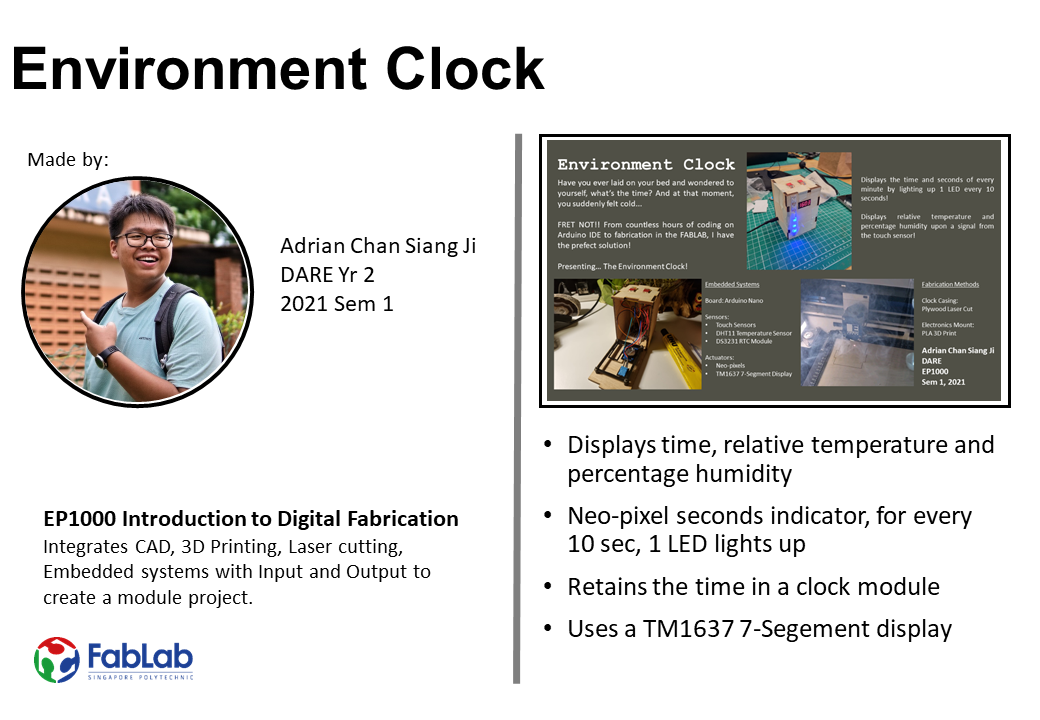 Environment Clock
Made by:
Adrian Chan Siang Ji
DARE Yr 2
2021 Sem 1
EP1000 Introduction to Digital Fabrication
Integrates CAD, 3D Printing, Laser cutting,
Embedded systems with Input and Output to
create a module project.
FabLab
SINGAPORE POLYTECHNIC
Environment Clock
Have you ever laid on your bed and wondered to
yourself, what's the time? And at that moment,
you suddenly felt cold...
FRET NOT!! From countless hours of coding on
Arduino IDE to fabrication in the FABLAB, I have
the prefect solution!
Presenting... The Environment Clock!
Displays the time and seconds of every
minute by lighting up 1 LED every 10
seconds!
Displays relative temperature and
percentage humidity upon a signal from
the touch sensor!
Embedded Systems
Board: Arduino Nano
Sensors:
• Touch Sensors
• DHT11 Temperature Sensor
• DS3231 RTC Module
Actuators:
• Neo-pixels
• TM1637 7-Segment Display
Fabrication Methods
Clock Casing:
Plywood Laser Cut
Electronics Mount:
PLA 3D Print
Adrian Chan Siang Ji
DARE
EP1000
Sem 1, 2021
• Displays time, relative temperature and
percentage humidity
• Neo-pixel seconds indicator, for every
10 sec, 1 LED lights up
• Retains the time in a clock module
• Uses a TM1637 7-Segement display